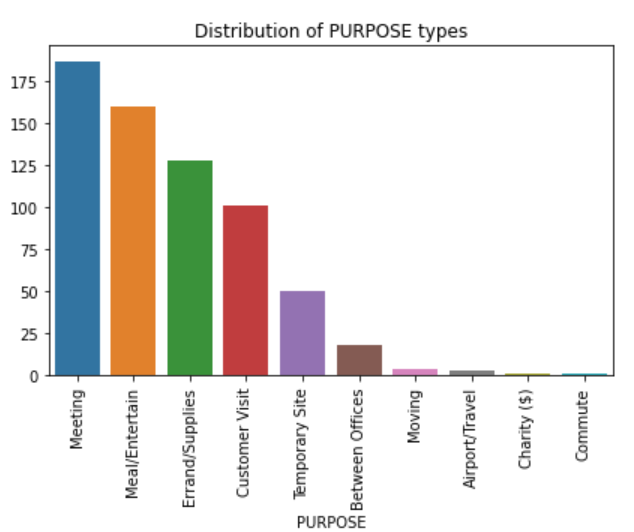 Distribution of PURPOSE types
175
150
125
100
75
50
25
0
Meeting
Meal/Entertain
Errand/Supplies
Customer Visit
Temporary Site
Between Offices
Moving
Airport/Travel
Charity ($)
Commute
PURPOSE